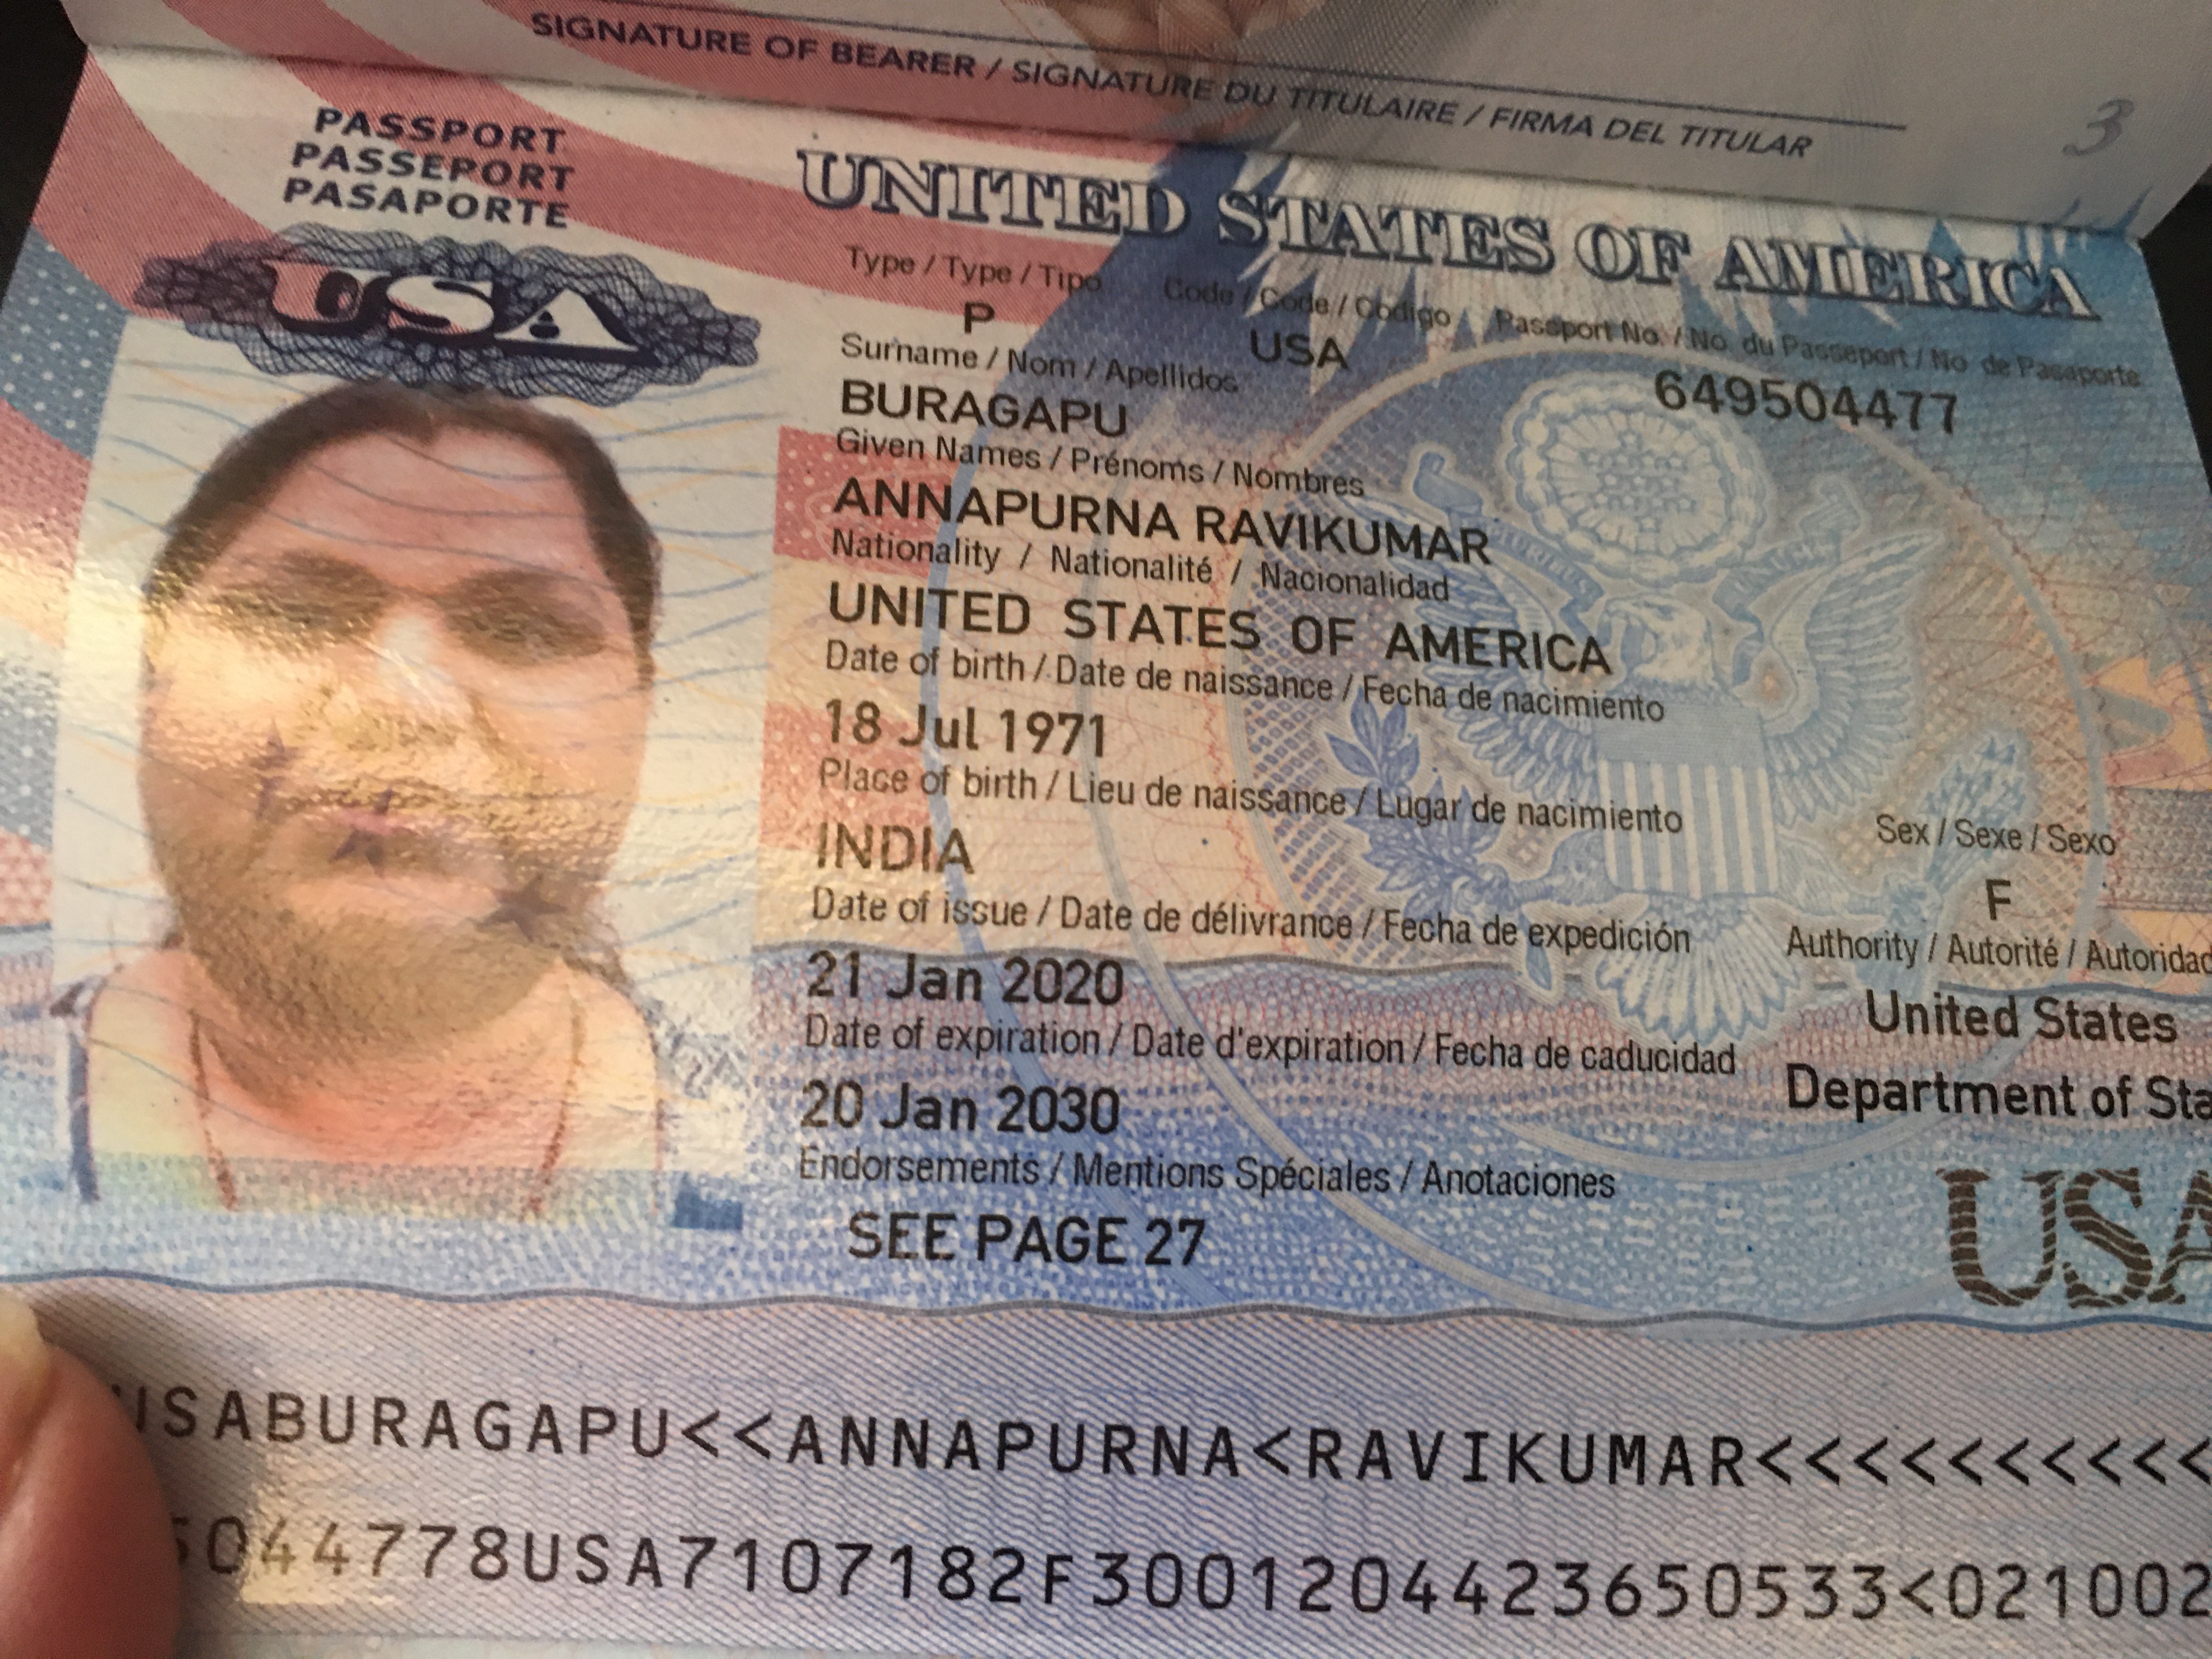 SIGNATURE OF BEARER / SIGNATURE DU TITULAIRE / FIRMA DEL TITULAR
3
PASSPORT
PASSEPORT
PASAPORTE
UNITED STATES OF AMERICA
USA
Type / Type / Tipo Code / Code / Código Passport No. / No. du Passeport / No. de Pasaporte
P USA 649504477
Surname / Nom / Apellidos
BURAGAPU
Given Names / Prénoms / Nombres
ANNAPURNA RAVIKUMAR
Nationality / Nationalité / Nacionalidad
UNITED STATES OF AMERICA
Date of birth / Date de naissance / Fecha de nacimiento
18 Jul 1971
Place of birth / Lieu de naissance / Lugar de nacimiento Sex / Sexe / Sexo
INDIA F
Date of issue / Date de délivrance / Fecha de expedición Authority / Autorité / Autoridad
21 Jan 2020 United States
Date of expiration / Date d'expiration / Fecha de caducidad Department of Sta
20 Jan 2030
Endorsements / Mentions Spéciales / Anotaciones
SEE PAGE 27
USA
USABURAGAPU<<ANNAPURNA<RAVIKUMAR<<<<<<<<<
5044778USA7107182F3001204423650533<021002